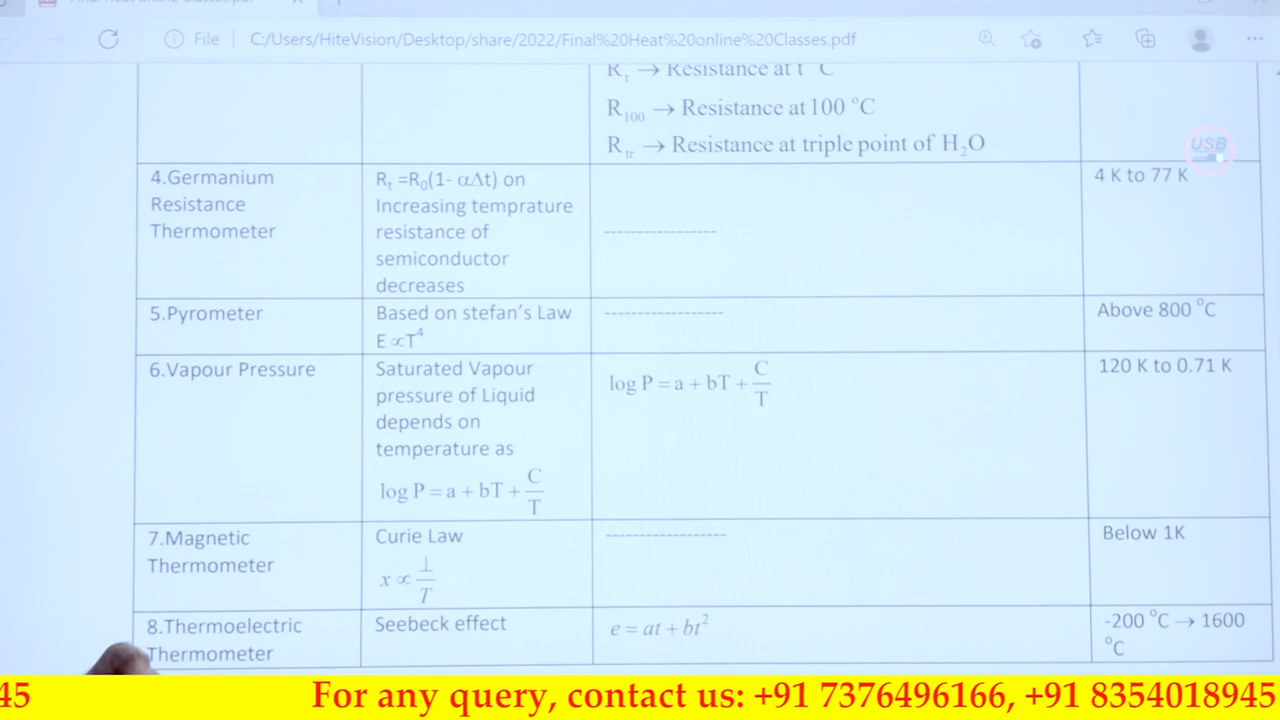 File
C:/Users/HiteVision/Desktop/share/2022/Final%20Heat%20online%20Classes.pdf
R₁₀₀ → Resistance at 100 °C
Rₜᵣ → Resistance at triple point of H₂O
USB
4.Germanium
Resistance
Thermometer
Rₜ =R₀(1- αΔt) on
Increasing temprature
resistance of
semiconductor
decreases
-----------------
4 K to 77 K
5.Pyrometer
Based on stefan's Law
E ∝T⁴
------------------
Above 800 °C
6.Vapour Pressure
Saturated Vapour
pressure of Liquid
depends on
temperature as
log P = a + bT + C/T
log P = a + bT + C/T
120 K to 0.71 K
7.Magnetic
Thermometer
Curie Law
x ∝ 1/T
------------------
Below 1K
8.Thermoelectric
Thermometer
Seebeck effect
e = at + bt²
-200 °C → 1600
°C
45 For any query, contact us: +91 7376496166, +91 8354018945